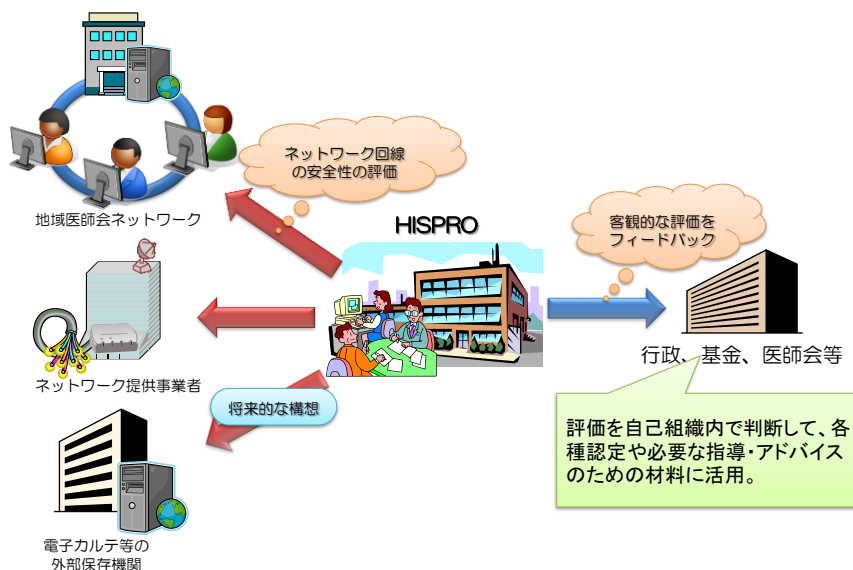 ネットワーク回線
の安全性の評価
地域医師会ネットワーク
HISPRO
客観的な評価を
フィードバック
行政、基金、医師会等
ネットワーク提供事業者
将来的な構想
評価を自己組織内で判断して、各
種認定や必要な指導・アドバイス
のための材料に活用。
電子カルテ等の
外部保存機関